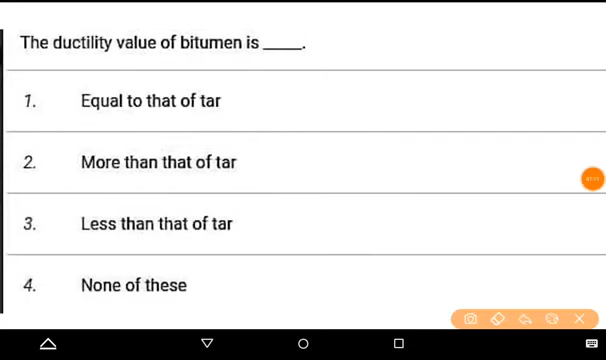 The ductility value of bitumen is _____.
1. Equal to that of tar
2. More than that of tar
3. Less than that of tar
4. None of these